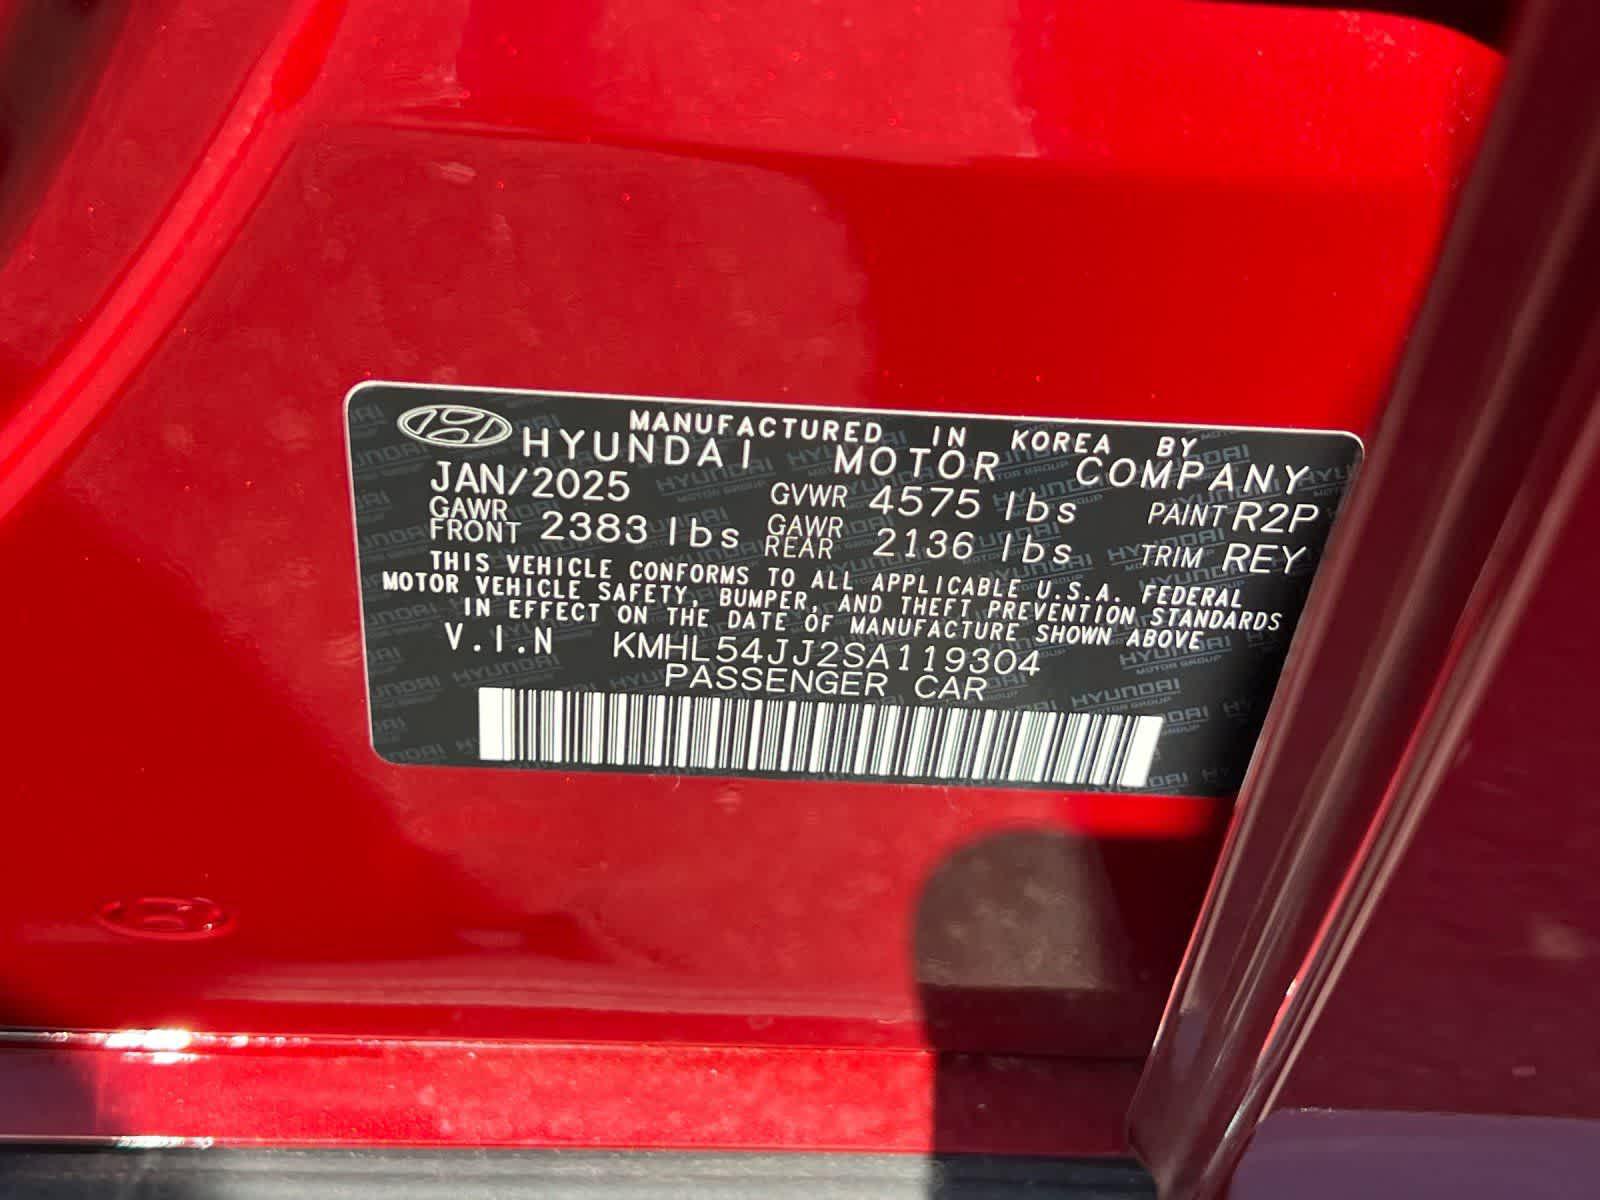 MANUFACTURED IN KOREA BY
HYUNDAI MOTOR COMPANY
JAN/2025 GVWR 4575 lbs PAINT R2P
GAWR FRONT 2383 lbs GAWR REAR 2136 lbs TRIM REY
THIS VEHICLE CONFORMS TO ALL APPLICABLE U.S.A. FEDERAL
MOTOR VEHICLE SAFETY, BUMPER, AND THEFT PREVENTION STANDARDS
IN EFFECT ON THE DATE OF MANUFACTURE SHOWN ABOVE
V.I.N KMHL54JJ2SA119304
PASSENGER CAR